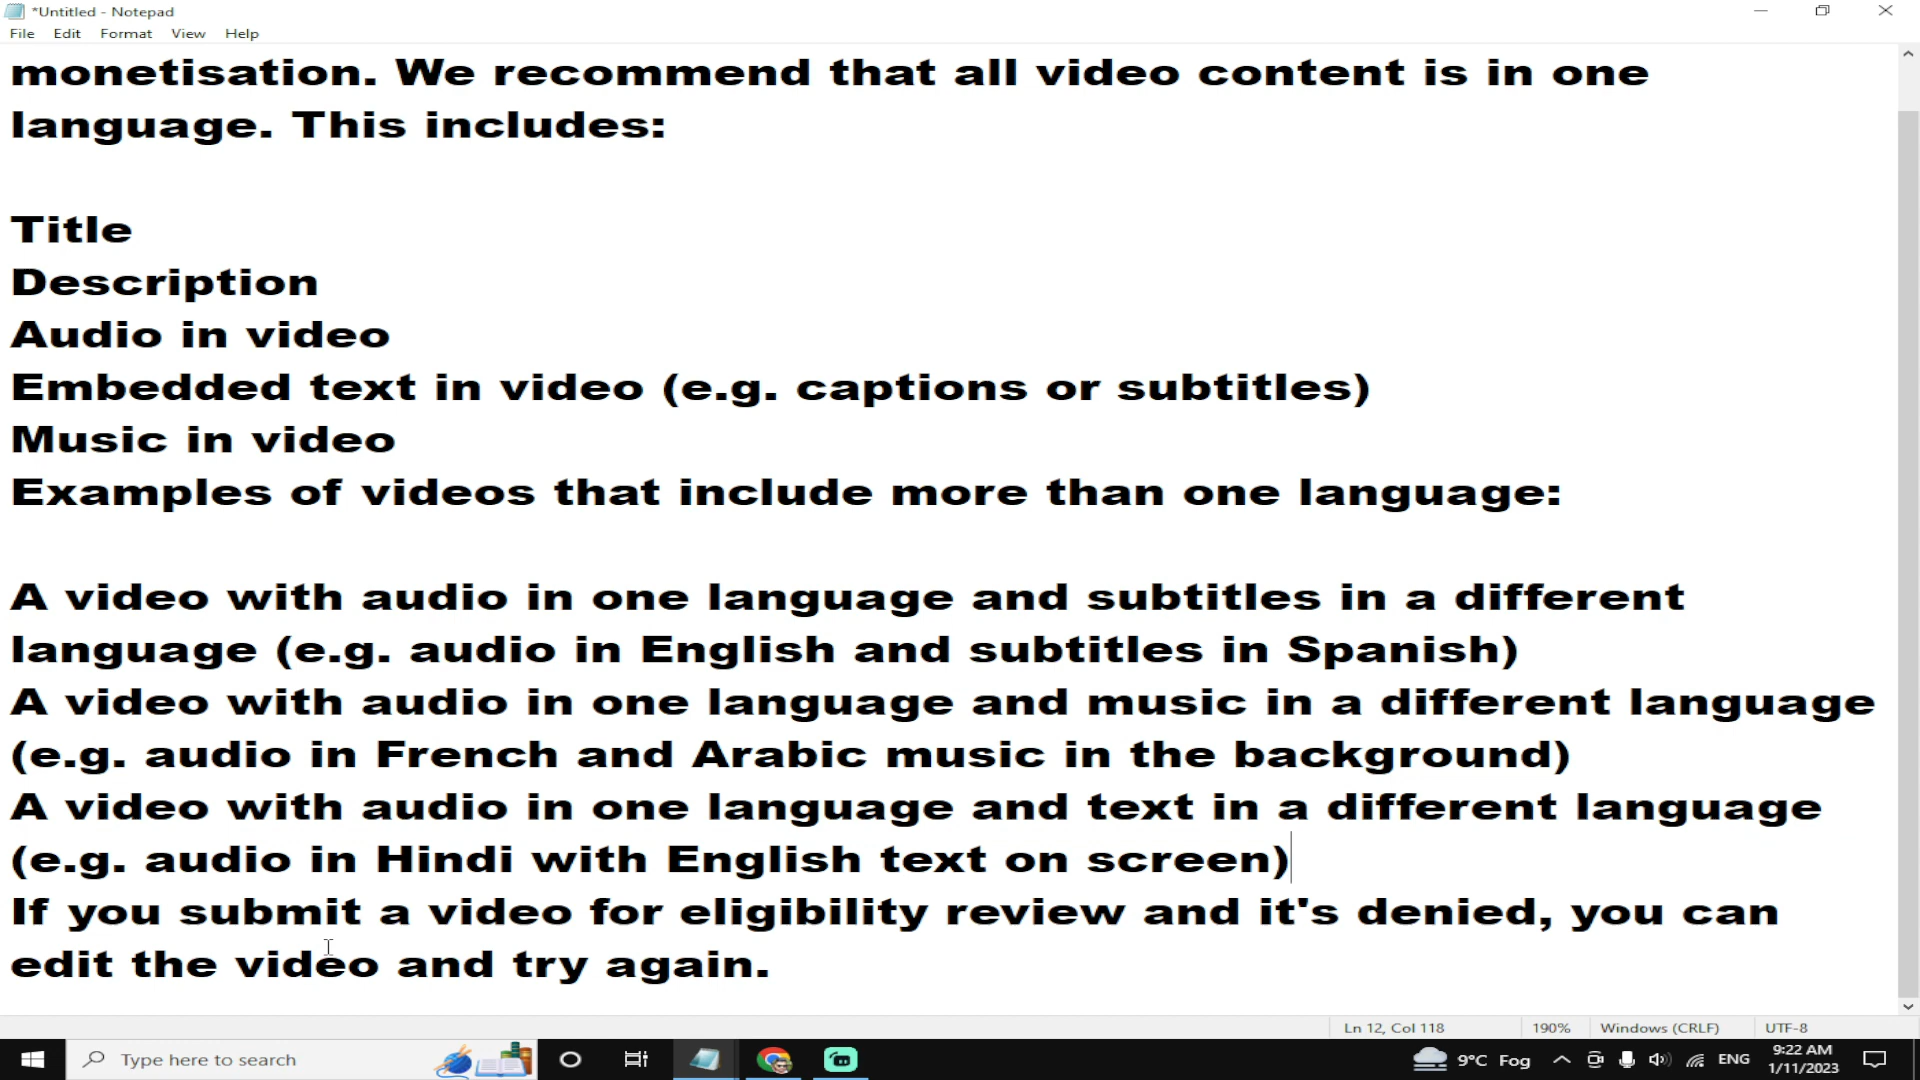 *Untitled - Notepad
File Edit Format View Help
monetisation. We recommend that all video content is in one
language. This includes:
Title
Description
Audio in video
Embedded text in video (e.g. captions or subtitles)
Music in video
Examples of videos that include more than one language:
A video with audio in one language and subtitles in a different
language (e.g. audio in English and subtitles in Spanish)
A video with audio in one language and music in a different language
(e.g. audio in French and Arabic music in the background)
A video with audio in one language and text in a different language
(e.g. audio in Hindi with English text on screen)
If you submit a video for eligibility review and it's denied, you can
edit the video and try again.
Ln 12, Col 118 190% Windows (CRLF) UTF-8
Type here to search 9°C Fog ENG 9:22 AM
1/11/2023